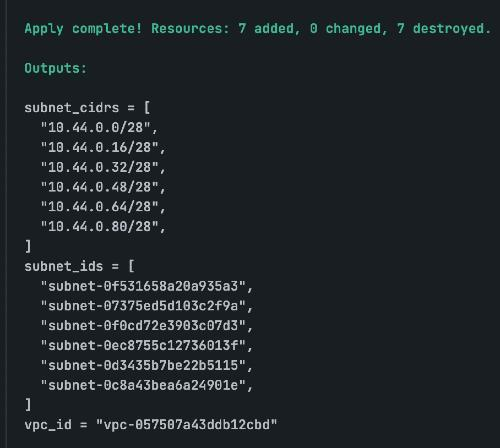 Apply complete! Resources: 7 added, 0 changed, 7 destroyed.
Outputs:
subnet_cidrs = [
"10.44.0.0/28",
"10.44.0.16/28",
"10.44.0.32/28",
"10.44.0.48/28",
"10.44.0.64/28",
"10.44.0.80/28",
]
subnet_ids = [
"subnet-0f531658a20a935a3",
"subnet-07375ed5d103c2f9a",
"subnet-0f0cd72e3903c07d3",
"subnet-0ec8755c12736013f",
"subnet-0d3435b7be22b5115",
"subnet-0c8a43bea6a24901e",
]
vpc_id = "vpc-057507a43ddb12cbd"